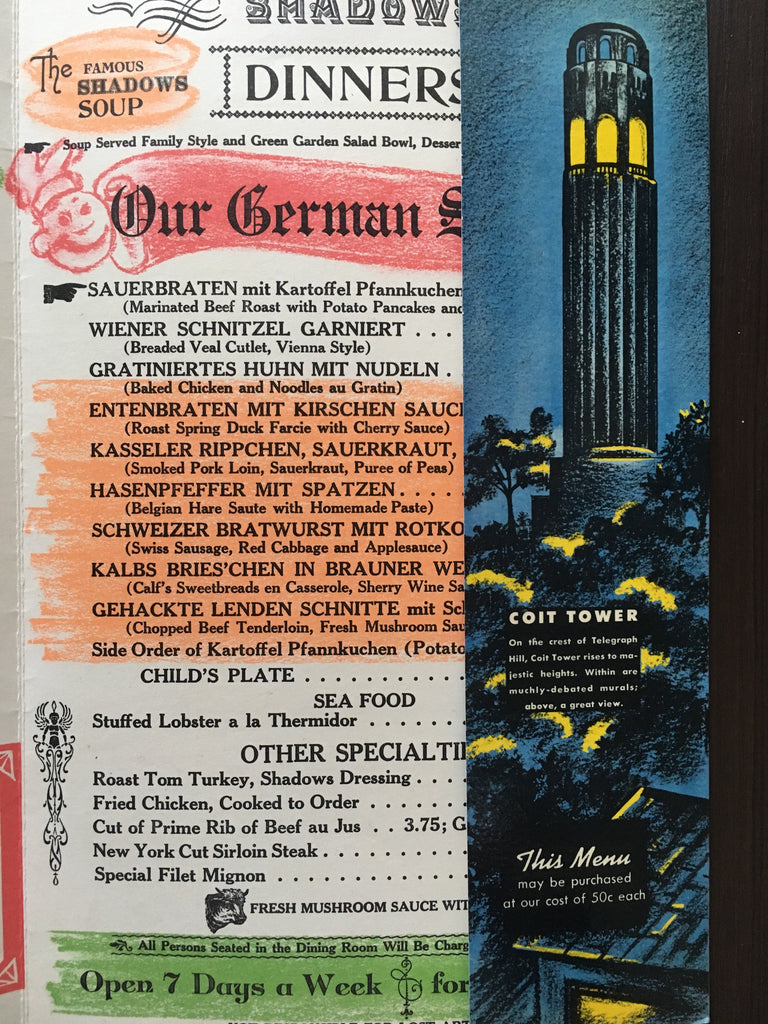 SHADOWS
The FAMOUS
SHADOWS
SOUP
DINNERS
Soup Served Family Style and Green Garden Salad Bowl, Desser
Our German S
SAUERBRATEN mit Kartoffel Pfannkuchen
(Marinated Beef Roast with Potato Pancakes and
WIENER SCHNITZEL GARNIERT . . .
(Breaded Veal Cutlet, Vienna Style)
GRATINIERTES HUHN MIT NUDELN .
(Baked Chicken and Noodles au Gratin)
ENTENBRATEN MIT KIRSCHEN SAUC
(Roast Spring Duck Farcie with Cherry Sauce)
KASSELER RIPPCHEN, SAUERKRAUT,
(Smoked Pork Loin, Sauerkraut, Puree of Peas)
HASENPFEFFER MIT SPATZEN . . . .
(Belgian Hare Saute with Homemade Paste)
SCHWEIZER BRATWURST MIT ROTKO
(Swiss Sausage, Red Cabbage and Applesauce)
KALBS BRIES'CHEN IN BRAUNER WE
(Calf's Sweetbreads en Casserole, Sherry Wine Sa
GEHACKTE LENDEN SCHNITTE mit Sch
(Chopped Beef Tenderloin, Fresh Mushroom Sau
Side Order of Kartoffel Pfannkuchen (Potato
CHILD'S PLATE . . . . . . . . . . .
SEA FOOD
Stuffed Lobster a la Thermidor . . . . . . .
OTHER SPECIALTIE
Roast Tom Turkey, Shadows Dressing . . . .
Fried Chicken, Cooked to Order . . . . . . .
Cut of Prime Rib of Beef au Jus . . 3.75; G
New York Cut Sirloin Steak . . . . . . . . . .
Special Filet Mignon . . . . . . . . . . . . .
FRESH MUSHROOM SAUCE WIT
All Persons Seated in the Dining Room Will Be Charg
Open 7 Days a Week for
COIT TOWER
On the crest of Telegraph
Hill, Coit Tower rises to ma-
jestic heights. Within are
muchly-debated murals;
above, a great view.
This Menu
may be purchased
at our cost of 50c each